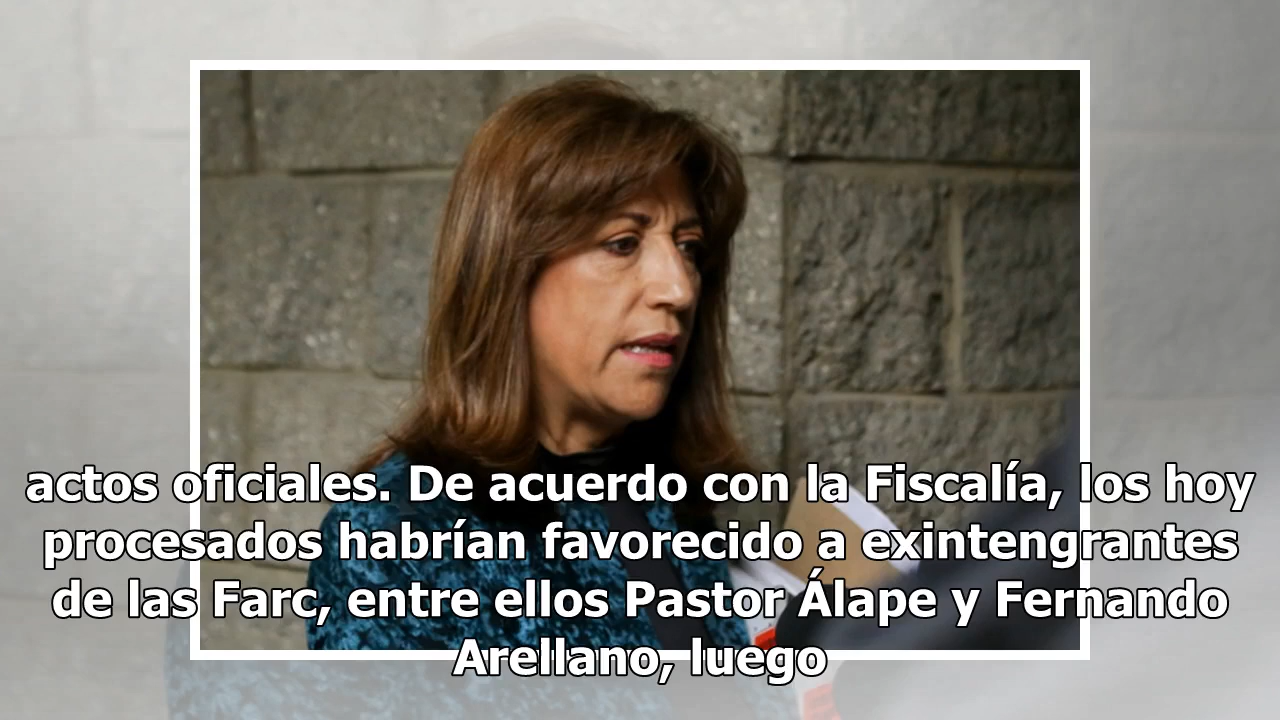 actos oficiales. De acuerdo con la Fiscalía, los hoy
procesados habrían favorecido a exintengrantes
de las Farc, entre ellos Pastor Álape y Fernando
Arellano, luego